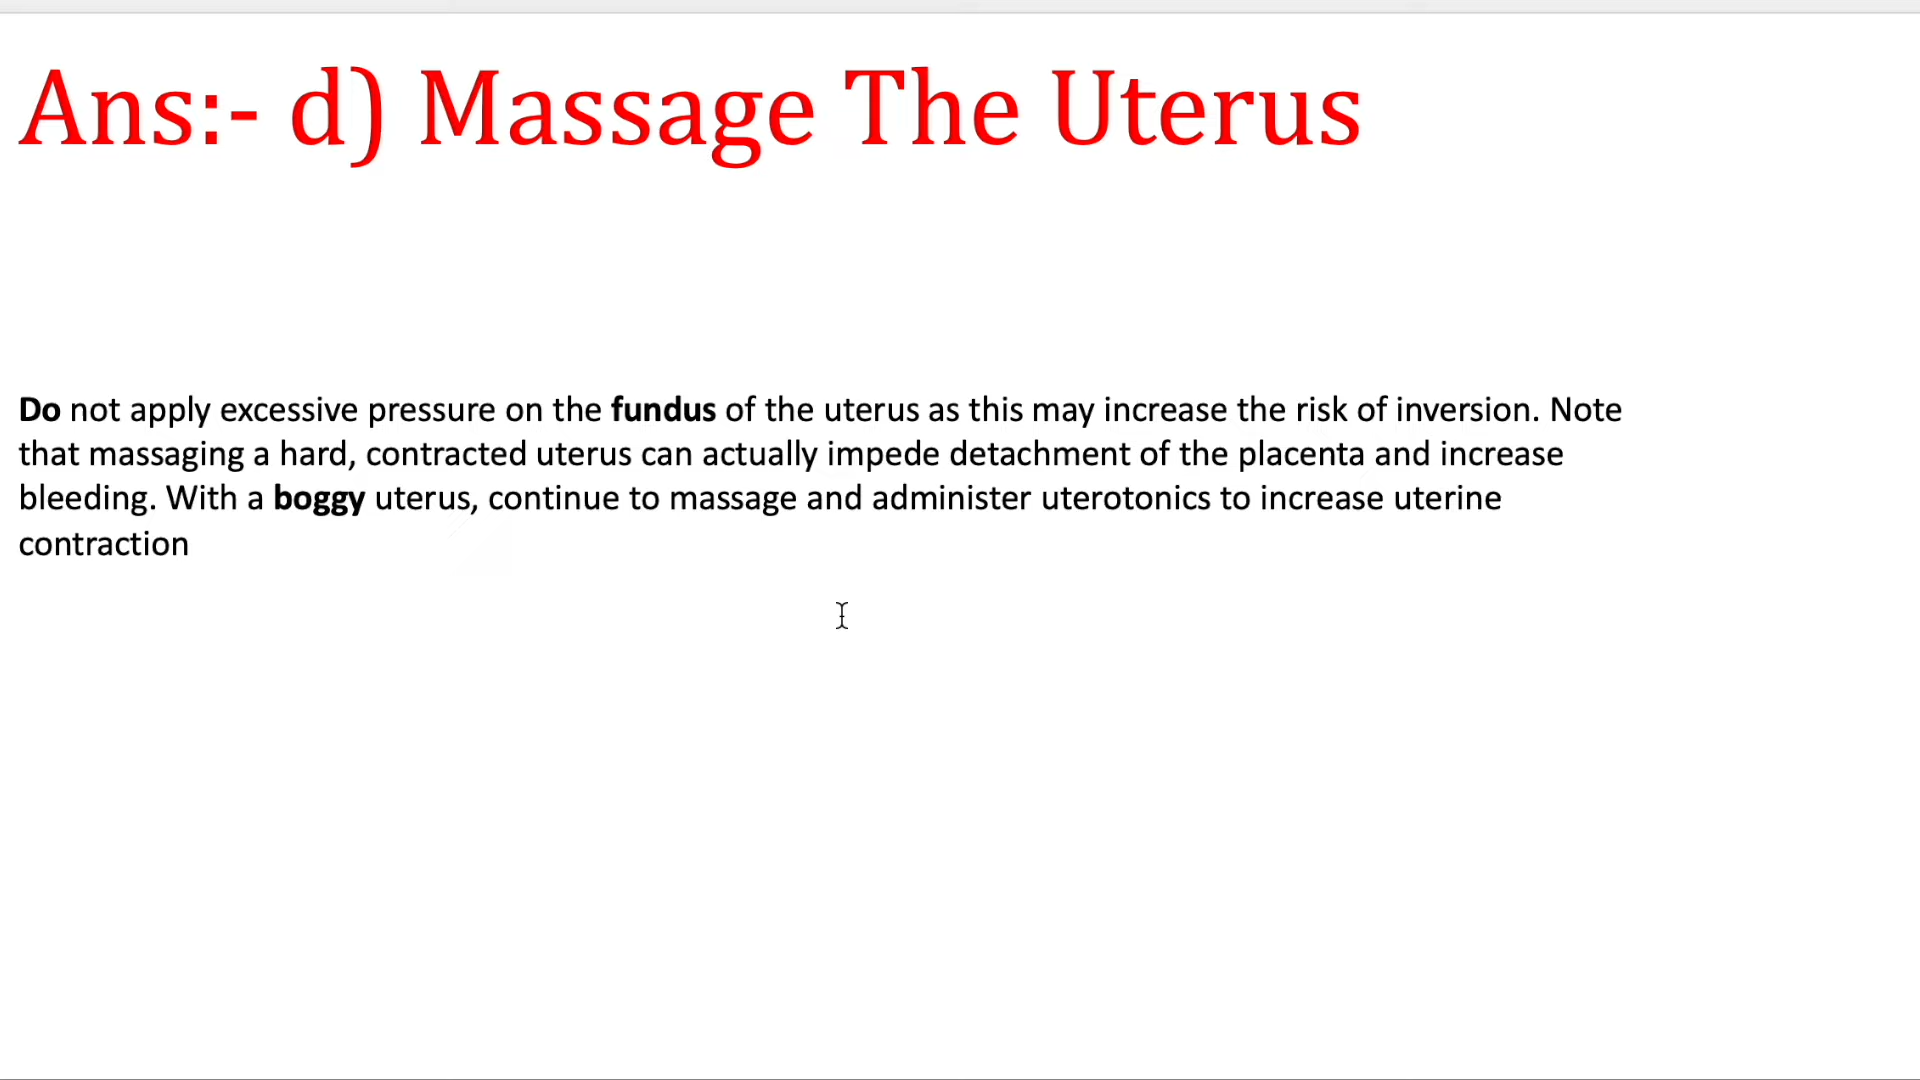 Ans:- d) Massage The Uterus
Do not apply excessive pressure on the fundus of the uterus as this may increase the risk of inversion. Note
that massaging a hard, contracted uterus can actually impede detachment of the placenta and increase
bleeding. With a boggy uterus, continue to massage and administer uterotonics to increase uterine
contraction